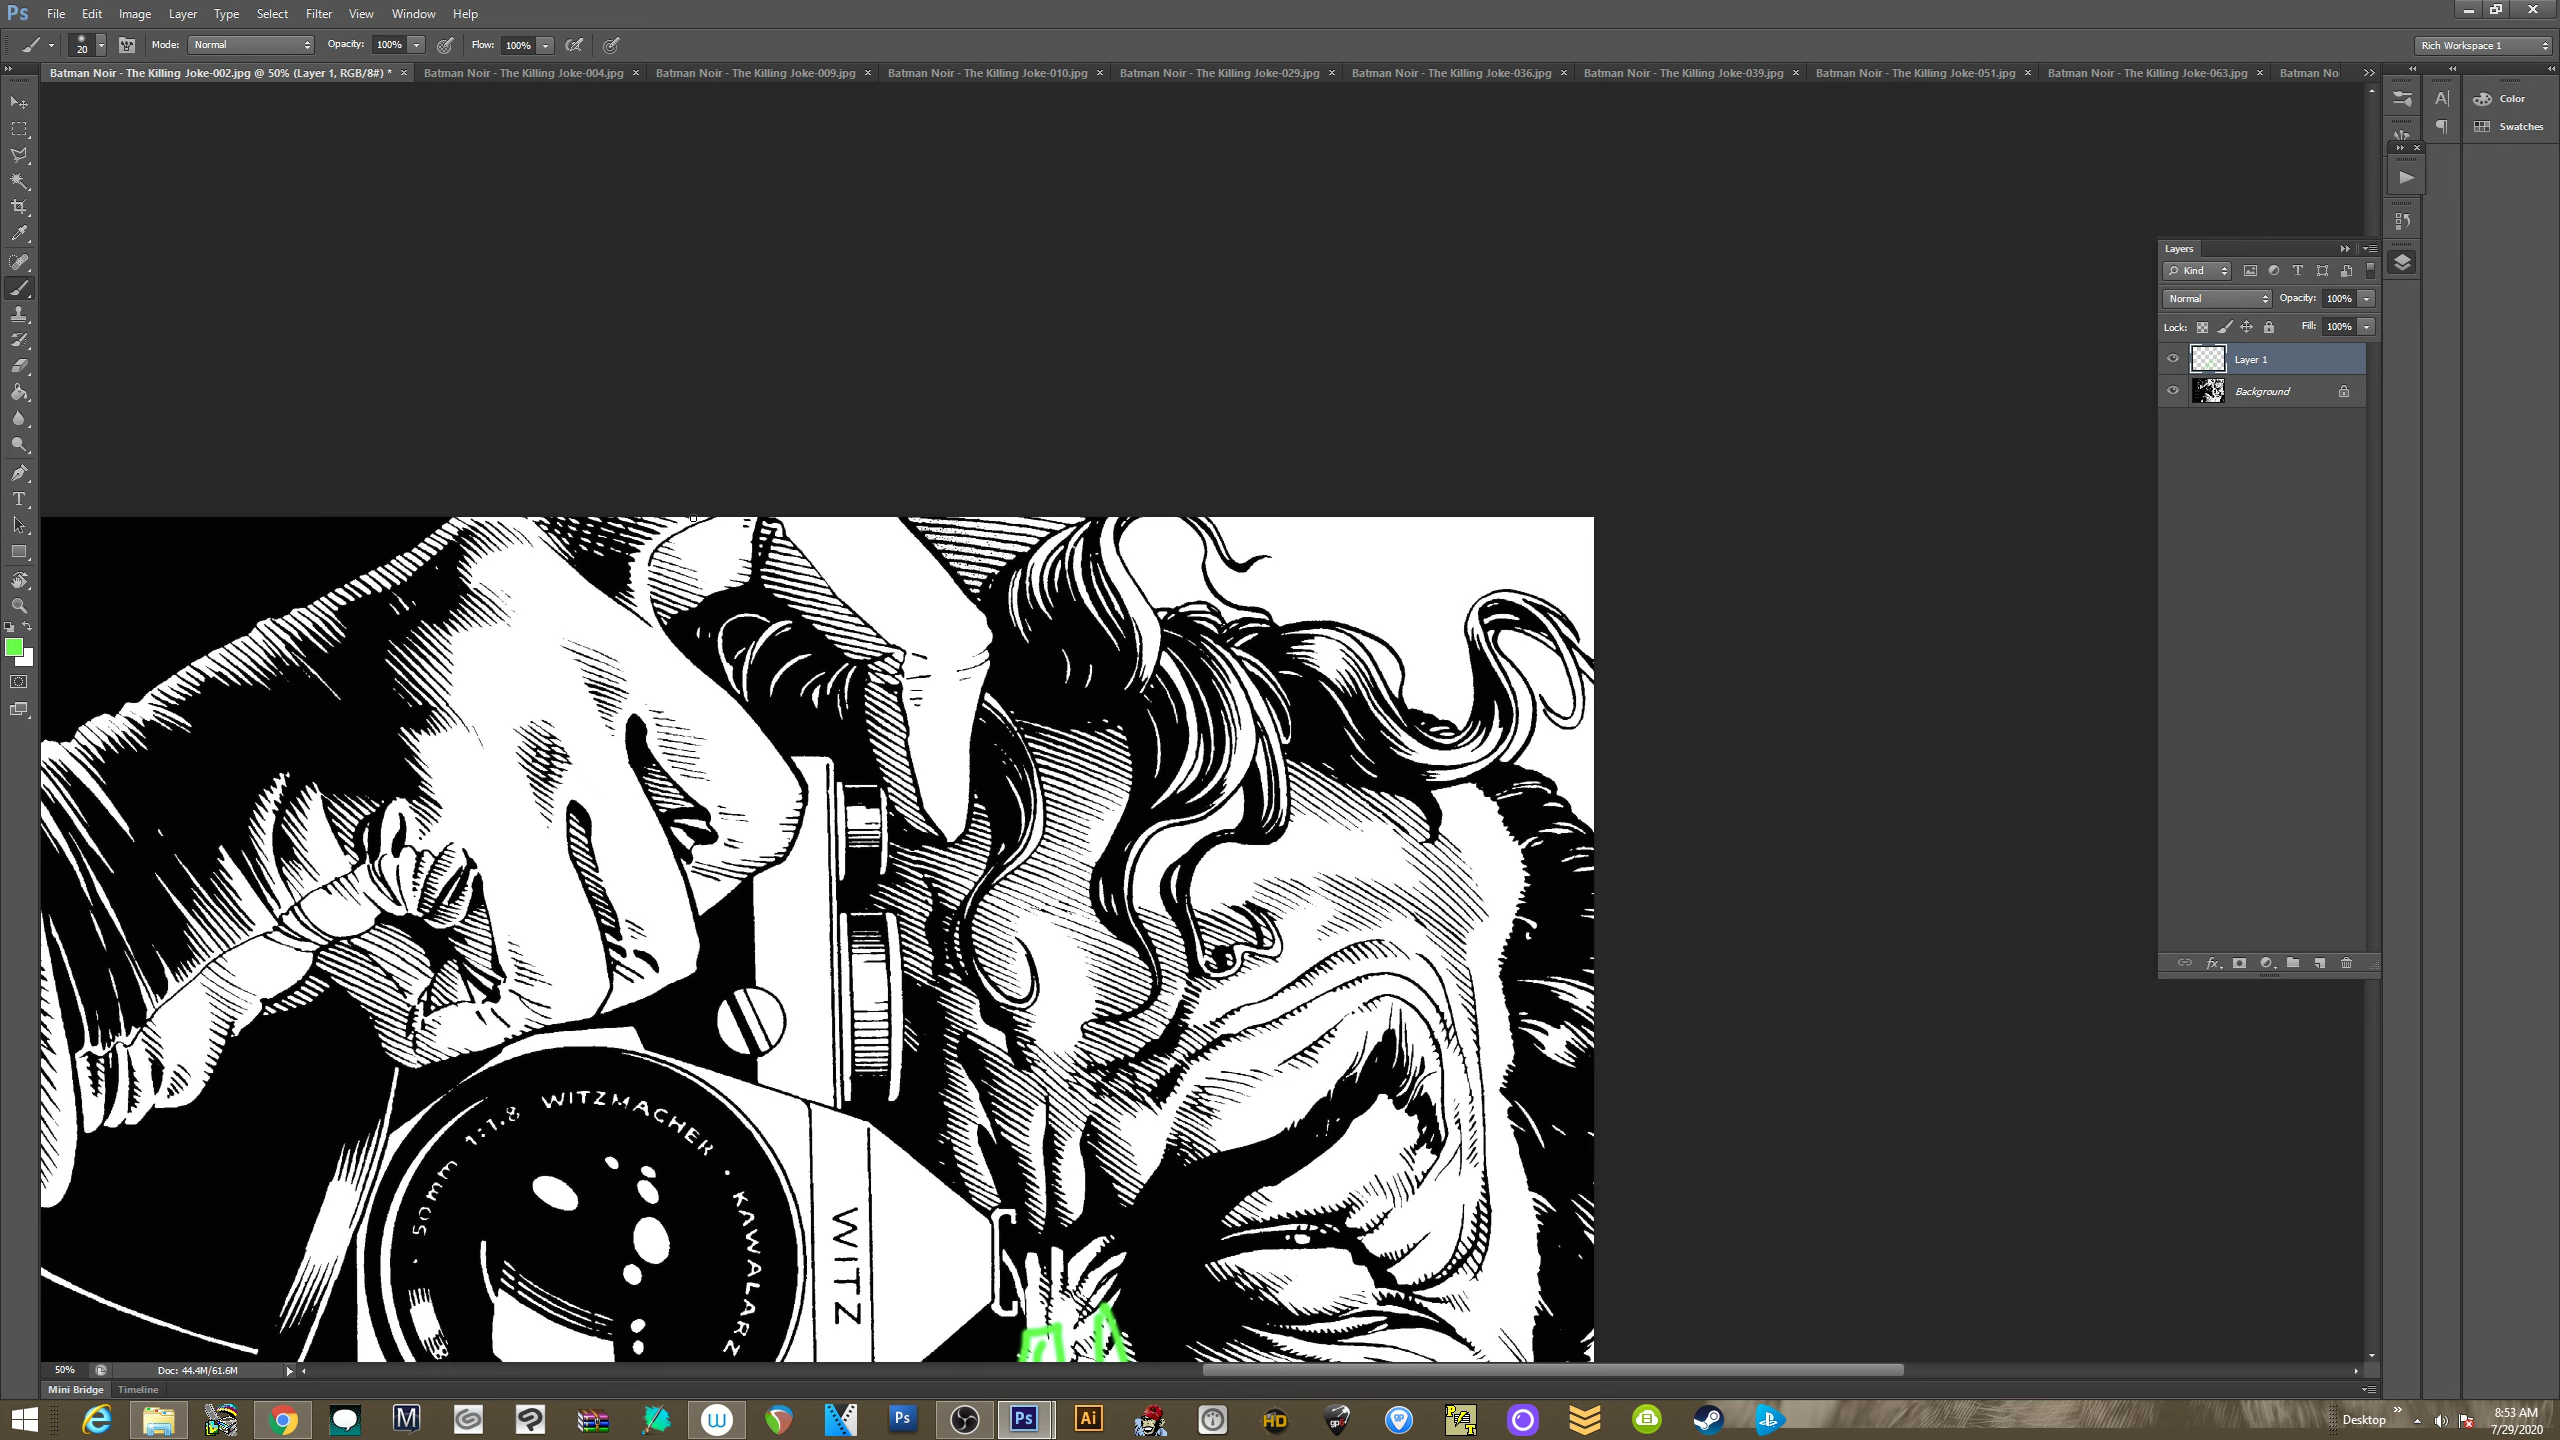 Ps File Edit Image Layer Type Select Filter 3D View Window Help
20 Mode: Normal Opacity: 100% Flow: 100% Rich Workspace 1
Batman Noir - The Killing Joke-002.jpg @ 50% (Layer 1, RGB/8#) * Batman Noir - The Killing Joke-004.jpg Batman Noir - The Killing Joke-009.jpg Batman Noir - The Killing Joke-010.jpg Batman Noir - The Killing Joke-029.jpg Batman Noir - The Killing Joke-036.jpg Batman Noir - The Killing Joke-039.jpg Batman Noir - The Killing Joke-051.jpg Batman Noir - The Killing Joke-063.jpg Batman No
Color
Swatches
Layers
Kind
Normal Opacity: 100%
Lock: Fill: 100%
Layer 1
Background
50mm 1:1.8 WITZMACHER · KAWALARZ
WITZ
50% Doc: 44.4M/61.6M
Mini Bridge Timeline
Desktop
8:53 AM
7/29/2020